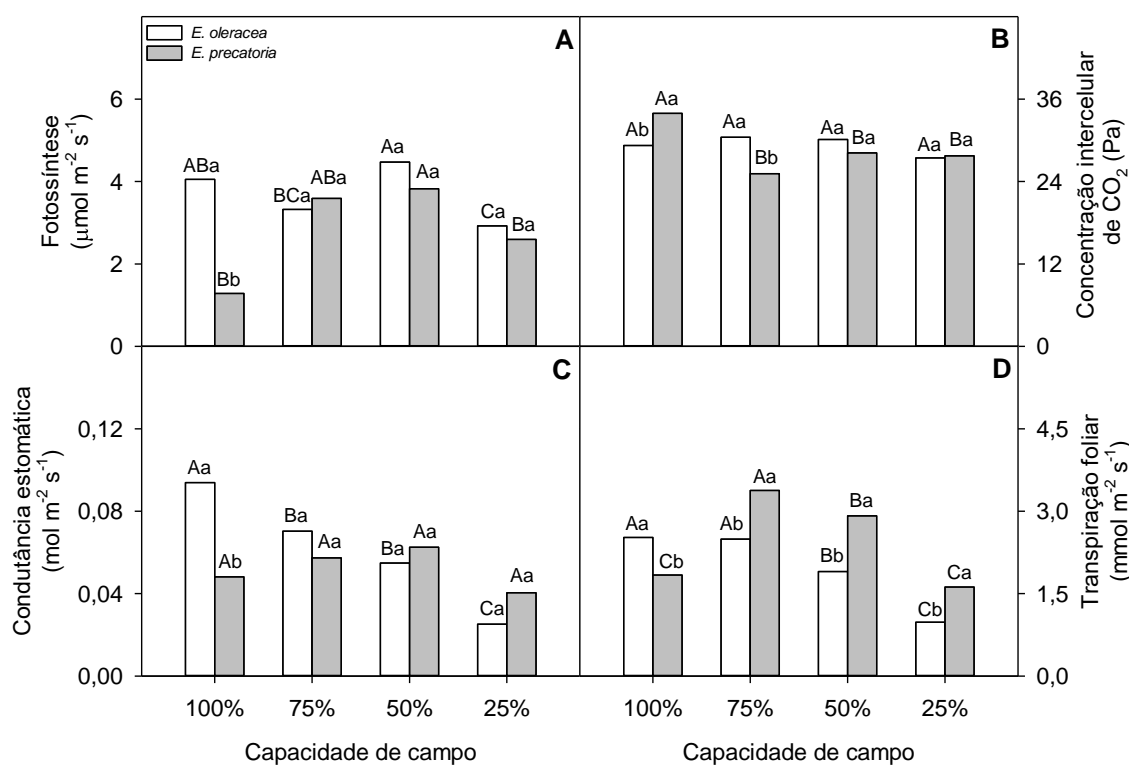 E. oleracea
E. precatoria
A
B
Fotossíntese
(μmol m-2 s-1)
6
4
2
0
ABa
Bb
BCa
ABa
Aa
Aa
Ca
Ba
Ab
Aa
Aa
Bb
Aa
Ba
Aa
Ba
36
24
12
0
Concentração intercelular
de CO2 (Pa)
C
D
Condutância estomática
(mol m-2 s-1)
0,12
0,08
0,04
0,00
Aa
Ab
Ba
Aa
Ba
Aa
Ca
Aa
Aa
Cb
Ab
Aa
Bb
Ba
Cb
Ca
4,5
3,0
1,5
0,0
Transpiração foliar
(mmol m-2 s-1)
100% 75% 50% 25% 100% 75% 50% 25%
Capacidade de campo Capacidade de campo